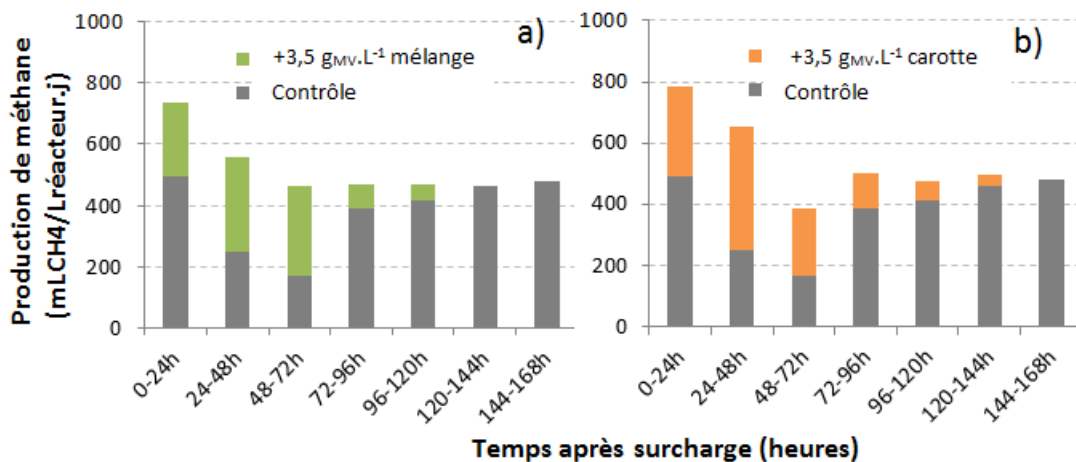 Production de méthane
(mLCH4/Lréacteur.j)
1000
800
600
400
200
0
a)
+3,5 gMV.L-1 mélange
Contrôle
0-24h
24-48h
48-72h
72-96h
96-120h
120-144h
144-168h
1000
800
600
400
200
0
b)
+3,5 gMV.L-1 carotte
Contrôle
0-24h
24-48h
48-72h
72-96h
96-120h
120-144h
144-168h
Temps après surcharge (heures)